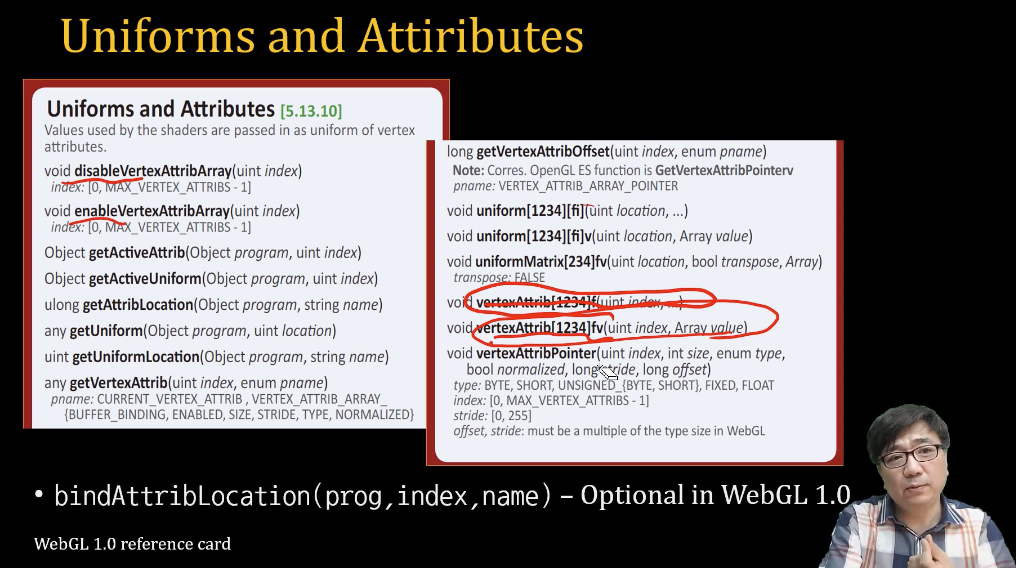 Uniforms and Attiributes
Uniforms and Attributes [5.13.10]
Values used by the shaders are passed in as uniform of vertex
attributes.
void disableVertexAttribArray(uint index)
index: [0, MAX_VERTEX_ATTRIBS - 1]
void enableVertexAttribArray(uint index)
index: [0, MAX_VERTEX_ATTRIBS - 1]
Object getActiveAttrib(Object program, uint index)
Object getActiveUniform(Object program, uint index)
ulong getAttribLocation(Object program, string name)
any getUniform(Object program, uint location)
uint getUniformLocation(Object program, string name)
any getVertexAttrib(uint index, enum pname)
pname: CURRENT_VERTEX_ATTRIB , VERTEX_ATTRIB_ARRAY_
{BUFFER_BINDING, ENABLED, SIZE, STRIDE, TYPE, NORMALIZED}
long getVertexAttribOffset(uint index, enum pname)
Note: Corres. OpenGL ES function is GetVertexAttribPointerv
pname: VERTEX_ATTRIB_ARRAY_POINTER
void uniform[1234][fi](uint location, ...)
void uniform[1234][fi]v(uint location, Array value)
void uniformMatrix[234]fv(uint location, bool transpose, Array)
transpose: FALSE
void vertexAttrib[1234]f(uint index, ...)
void vertexAttrib[1234]fv(uint index, Array value)
void vertexAttribPointer(uint index, int size, enum type,
bool normalized, long stride, long offset)
type: BYTE, SHORT, UNSIGNED_{BYTE, SHORT}, FIXED, FLOAT
index: [0, MAX_VERTEX_ATTRIBS - 1]
stride: [0, 255]
offset, stride: must be a multiple of the type size in WebGL
• bindAttribLocation(prog,index,name) – Optional in WebGL 1.0
WebGL 1.0 reference card